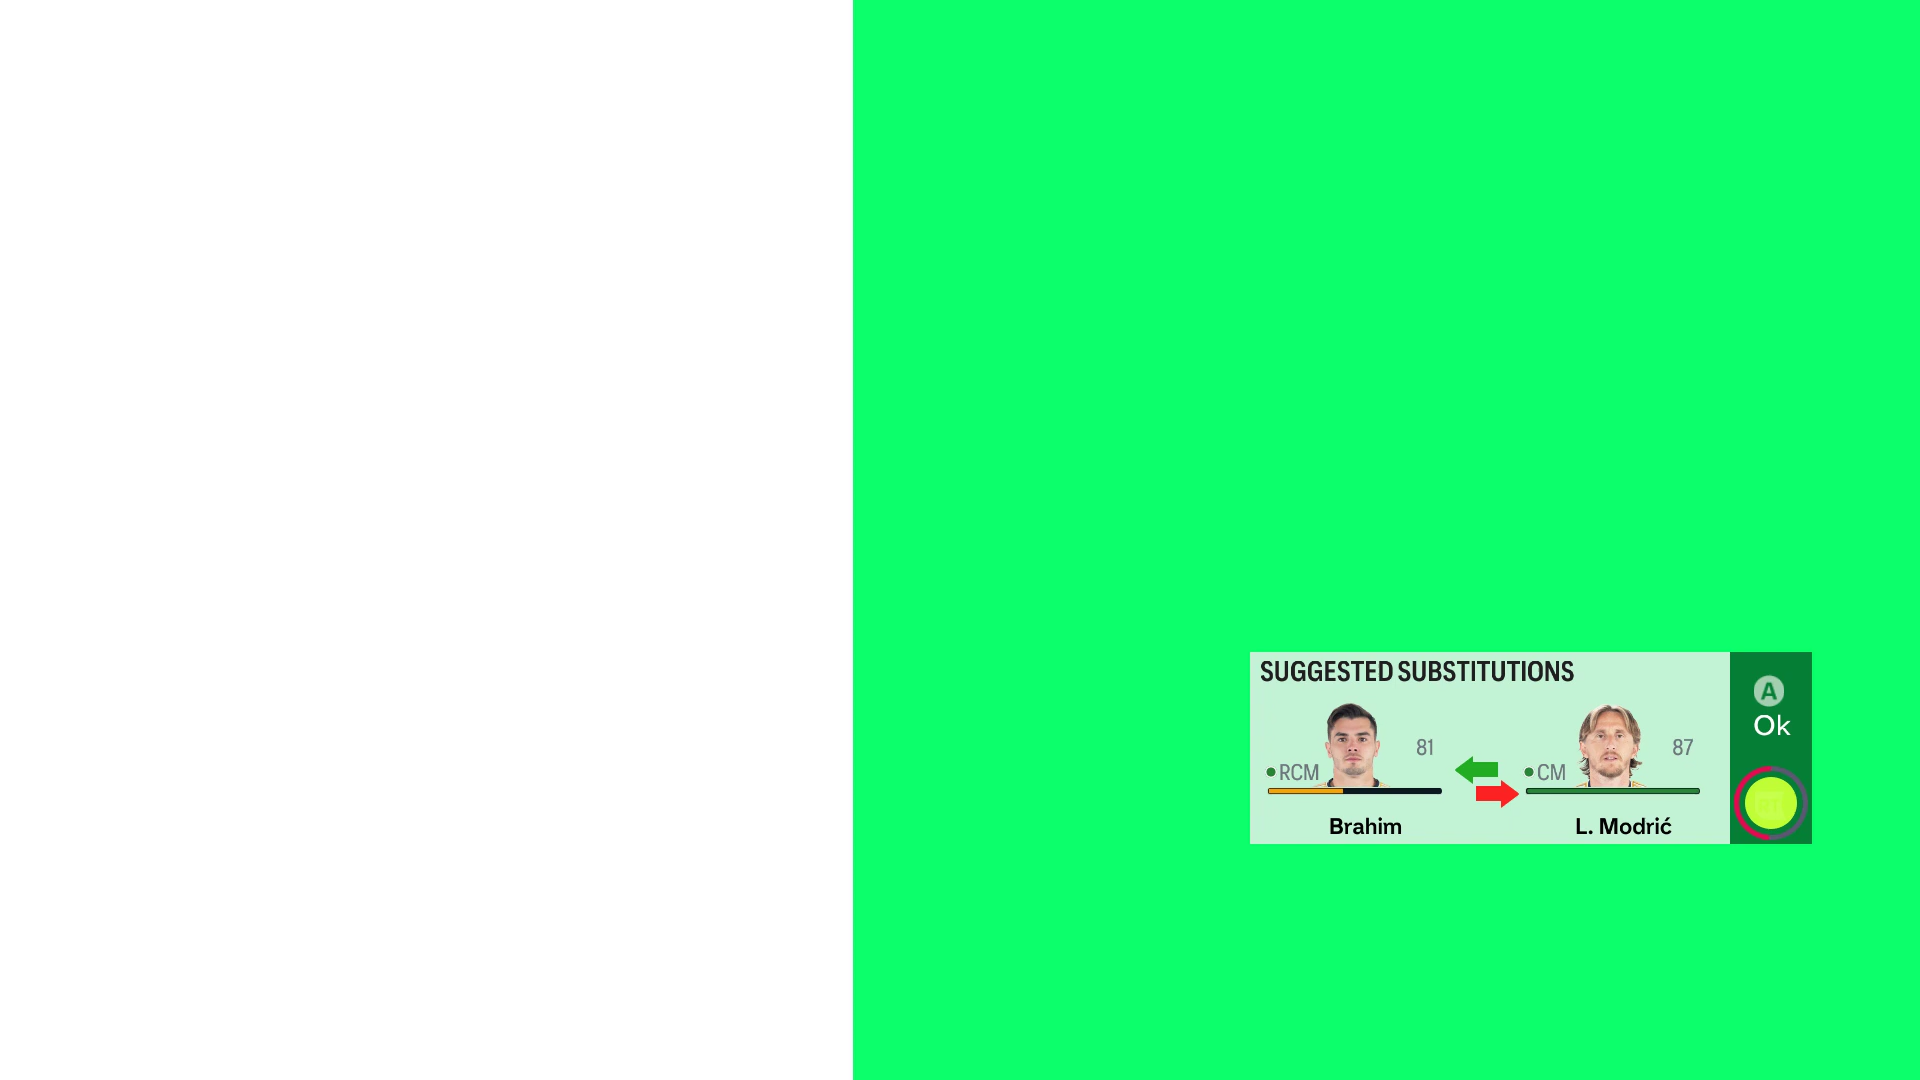 SUGGESTED SUBSTITUTIONS
RCM
81
CM
87
Brahim
L. Modrić
A
Ok